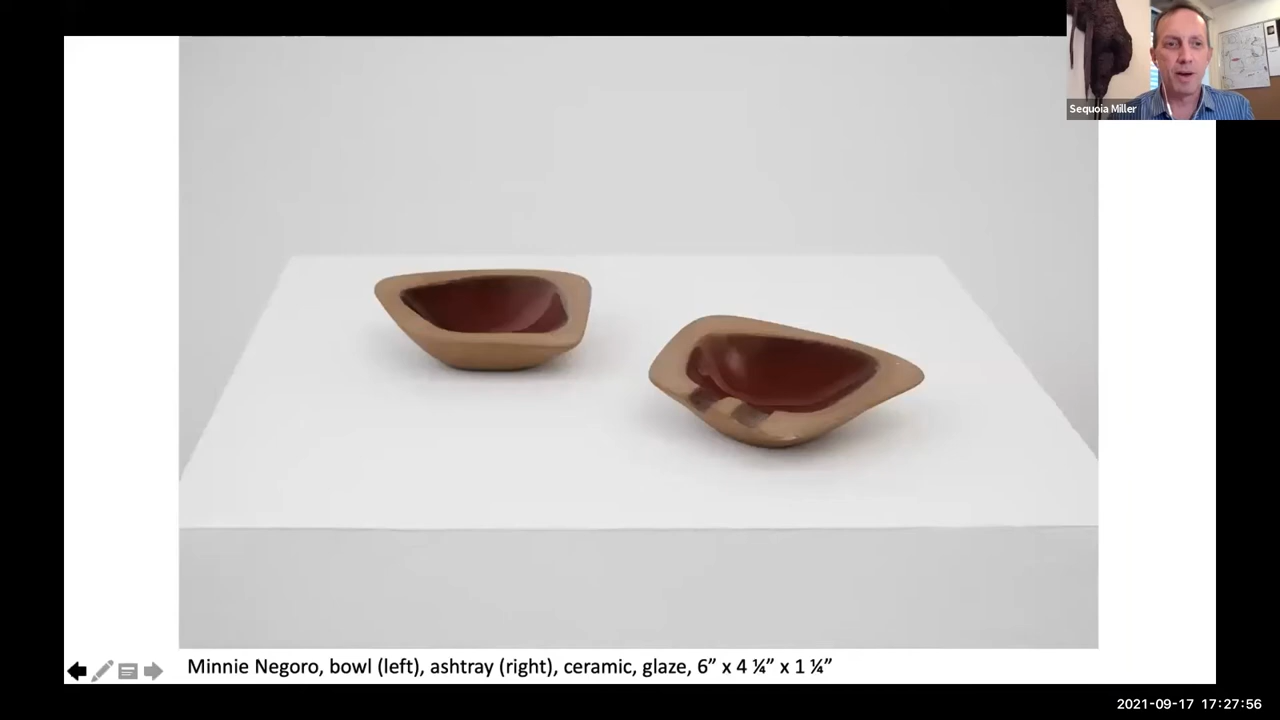 Sequoia Miller
Minnie Negoro, bowl (left), ashtray (right), ceramic, glaze, 6” x 4 ¼” x 1 ¼”
2021-09-17 17:27:56